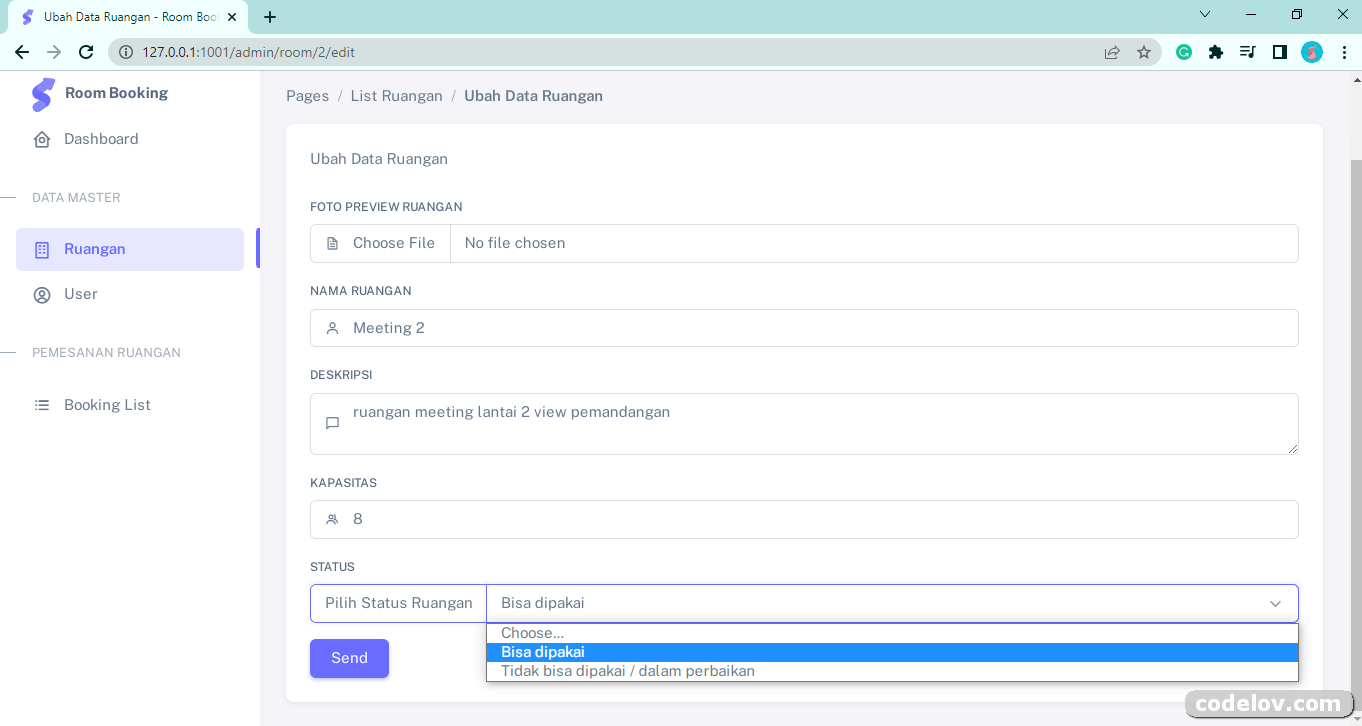 Ubah Data Ruangan - Room Boo
127.0.0.1:1001/admin/room/2/edit
Room Booking
Dashboard
DATA MASTER
Ruangan
User
PEMESANAN RUANGAN
Booking List
Pages / List Ruangan / Ubah Data Ruangan
Ubah Data Ruangan
FOTO PREVIEW RUANGAN
Choose File No file chosen
NAMA RUANGAN
Meeting 2
DESKRIPSI
ruangan meeting lantai 2 view pemandangan
KAPASITAS
8
STATUS
Pilih Status Ruangan Bisa dipakai
Choose...
Bisa dipakai
Tidak bisa dipakai / dalam perbaikan
Send
codelov.com